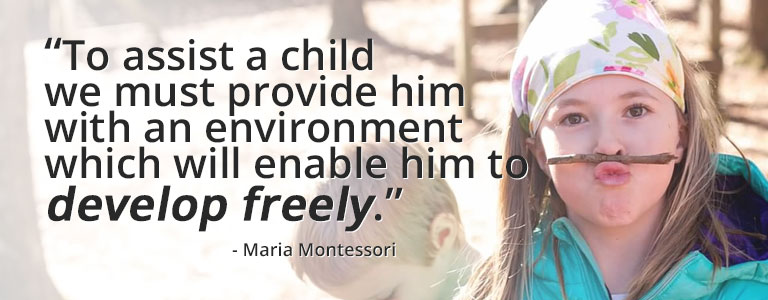 “To assist a child
we must provide him
with an environment
which will enable him to
develop freely.”
- Maria Montessori